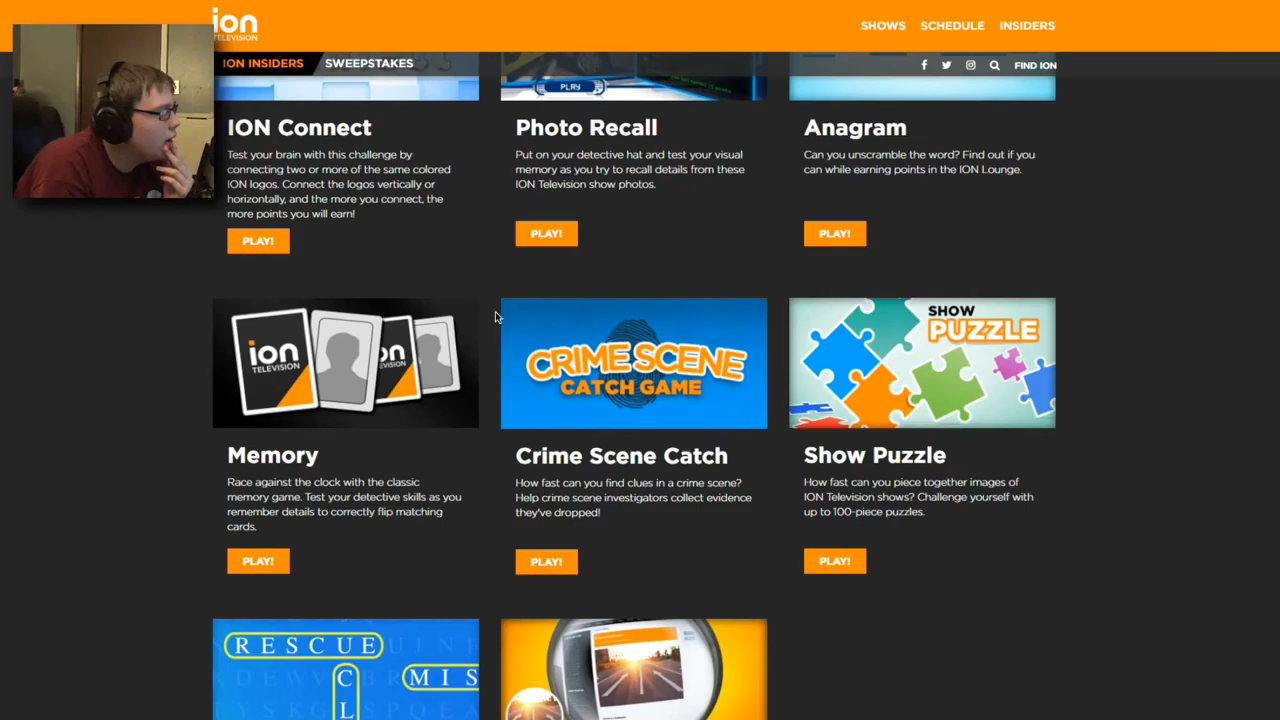 ion
TELEVISION
SHOWS SCHEDULE INSIDERS
ION INSIDERS SWEEPSTAKES
FIND ION
PLAY
ION Connect
Test your brain with this challenge by
connecting two or more of the same colored
ION logos. Connect the logos vertically or
horizontally, and the more you connect, the
more points you will earn!
PLAY!
Photo Recall
Put on your detective hat and test your visual
memory as you try to recall details from these
ION Television show photos.
PLAY!
Anagram
Can you unscramble the word? Find out if you
can while earning points in the ION Lounge.
PLAY!
ion
TELEVISION
Memory
Race against the clock with the classic
memory game. Test your detective skills as you
remember details to correctly flip matching
cards.
PLAY!
CRIME SCENE
CATCH GAME
Crime Scene Catch
How fast can you find clues in a crime scene?
Help crime scene investigators collect evidence
they've dropped!
PLAY!
SHOW
PUZZLE
Show Puzzle
How fast can you piece together images of
ION Television shows? Challenge yourself with
up to 100-piece puzzles.
PLAY!
RESCUE
C
L
MIS